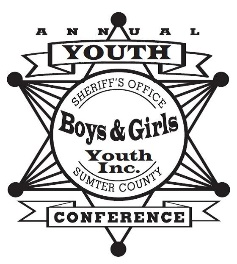 ANNUAL
YOUTH
SHERIFF'S OFFICE
Boys & Girls
Youth
Inc.
SUMTER COUNTY
CONFERENCE